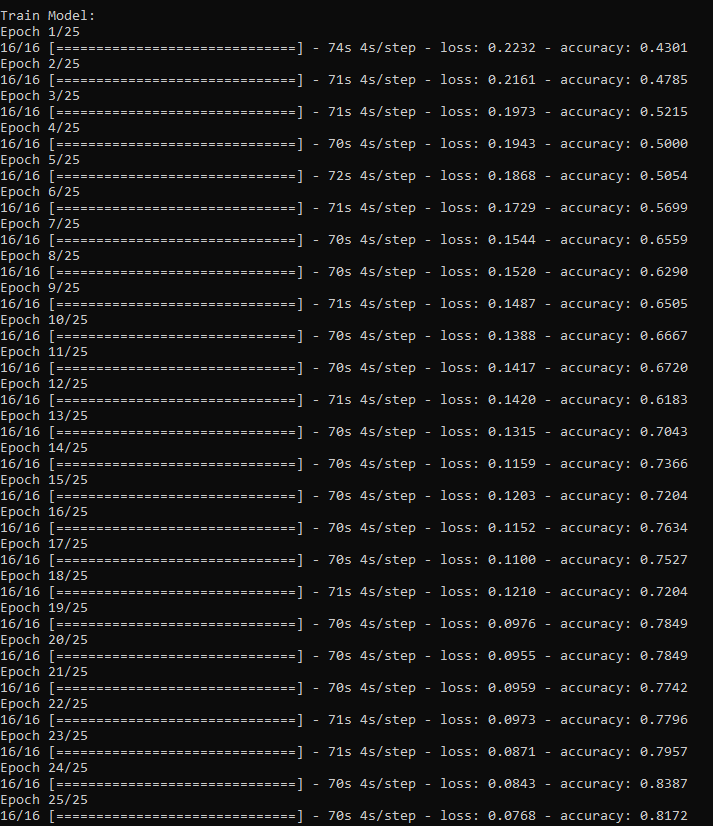 Train Model:
Epoch 1/25
16/16 [==============================] - 74s 4s/step - loss: 0.2232 - accuracy: 0.4301
Epoch 2/25
16/16 [==============================] - 71s 4s/step - loss: 0.2161 - accuracy: 0.4785
Epoch 3/25
16/16 [==============================] - 71s 4s/step - loss: 0.1973 - accuracy: 0.5215
Epoch 4/25
16/16 [==============================] - 70s 4s/step - loss: 0.1943 - accuracy: 0.5000
Epoch 5/25
16/16 [==============================] - 72s 4s/step - loss: 0.1868 - accuracy: 0.5054
Epoch 6/25
16/16 [==============================] - 71s 4s/step - loss: 0.1729 - accuracy: 0.5699
Epoch 7/25
16/16 [==============================] - 70s 4s/step - loss: 0.1544 - accuracy: 0.6559
Epoch 8/25
16/16 [==============================] - 70s 4s/step - loss: 0.1520 - accuracy: 0.6290
Epoch 9/25
16/16 [==============================] - 71s 4s/step - loss: 0.1487 - accuracy: 0.6505
Epoch 10/25
16/16 [==============================] - 70s 4s/step - loss: 0.1388 - accuracy: 0.6667
Epoch 11/25
16/16 [==============================] - 70s 4s/step - loss: 0.1417 - accuracy: 0.6720
Epoch 12/25
16/16 [==============================] - 71s 4s/step - loss: 0.1420 - accuracy: 0.6183
Epoch 13/25
16/16 [==============================] - 70s 4s/step - loss: 0.1315 - accuracy: 0.7043
Epoch 14/25
16/16 [==============================] - 70s 4s/step - loss: 0.1159 - accuracy: 0.7366
Epoch 15/25
16/16 [==============================] - 70s 4s/step - loss: 0.1203 - accuracy: 0.7204
Epoch 16/25
16/16 [==============================] - 70s 4s/step - loss: 0.1152 - accuracy: 0.7634
Epoch 17/25
16/16 [==============================] - 70s 4s/step - loss: 0.1100 - accuracy: 0.7527
Epoch 18/25
16/16 [==============================] - 71s 4s/step - loss: 0.1210 - accuracy: 0.7204
Epoch 19/25
16/16 [==============================] - 70s 4s/step - loss: 0.0976 - accuracy: 0.7849
Epoch 20/25
16/16 [==============================] - 70s 4s/step - loss: 0.0955 - accuracy: 0.7849
Epoch 21/25
16/16 [==============================] - 70s 4s/step - loss: 0.0959 - accuracy: 0.7742
Epoch 22/25
16/16 [==============================] - 71s 4s/step - loss: 0.0973 - accuracy: 0.7796
Epoch 23/25
16/16 [==============================] - 71s 4s/step - loss: 0.0871 - accuracy: 0.7957
Epoch 24/25
16/16 [==============================] - 70s 4s/step - loss: 0.0843 - accuracy: 0.8387
Epoch 25/25
16/16 [==============================] - 70s 4s/step - loss: 0.0768 - accuracy: 0.8172